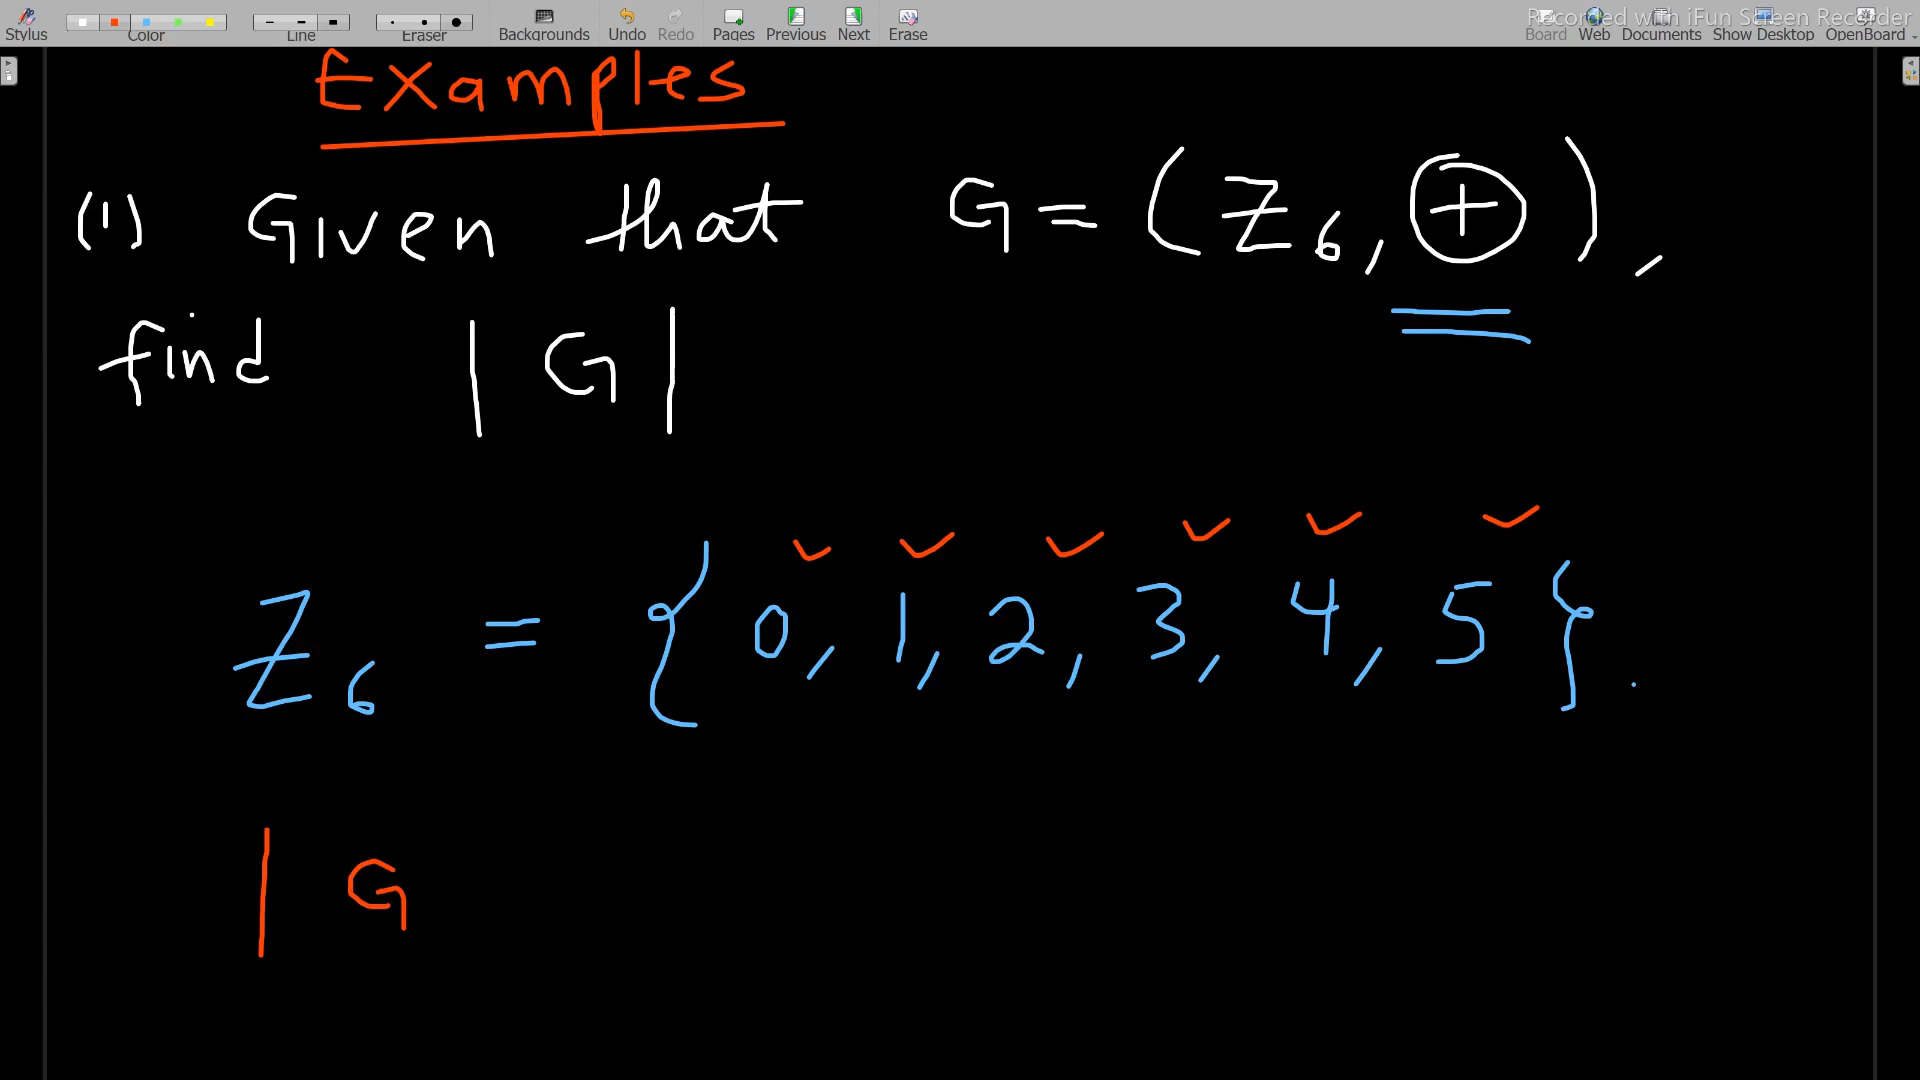 Recorded with iFun Screen Recorder
Stylus Color Line Eraser Backgrounds Undo Redo Pages Previous Next Erase Board Web Documents Show Desktop OpenBoard
Examples
(1) Given that G = (Z₆, ⊕),
find |G|
Z₆ = {0, 1, 2, 3, 4, 5}.
| G